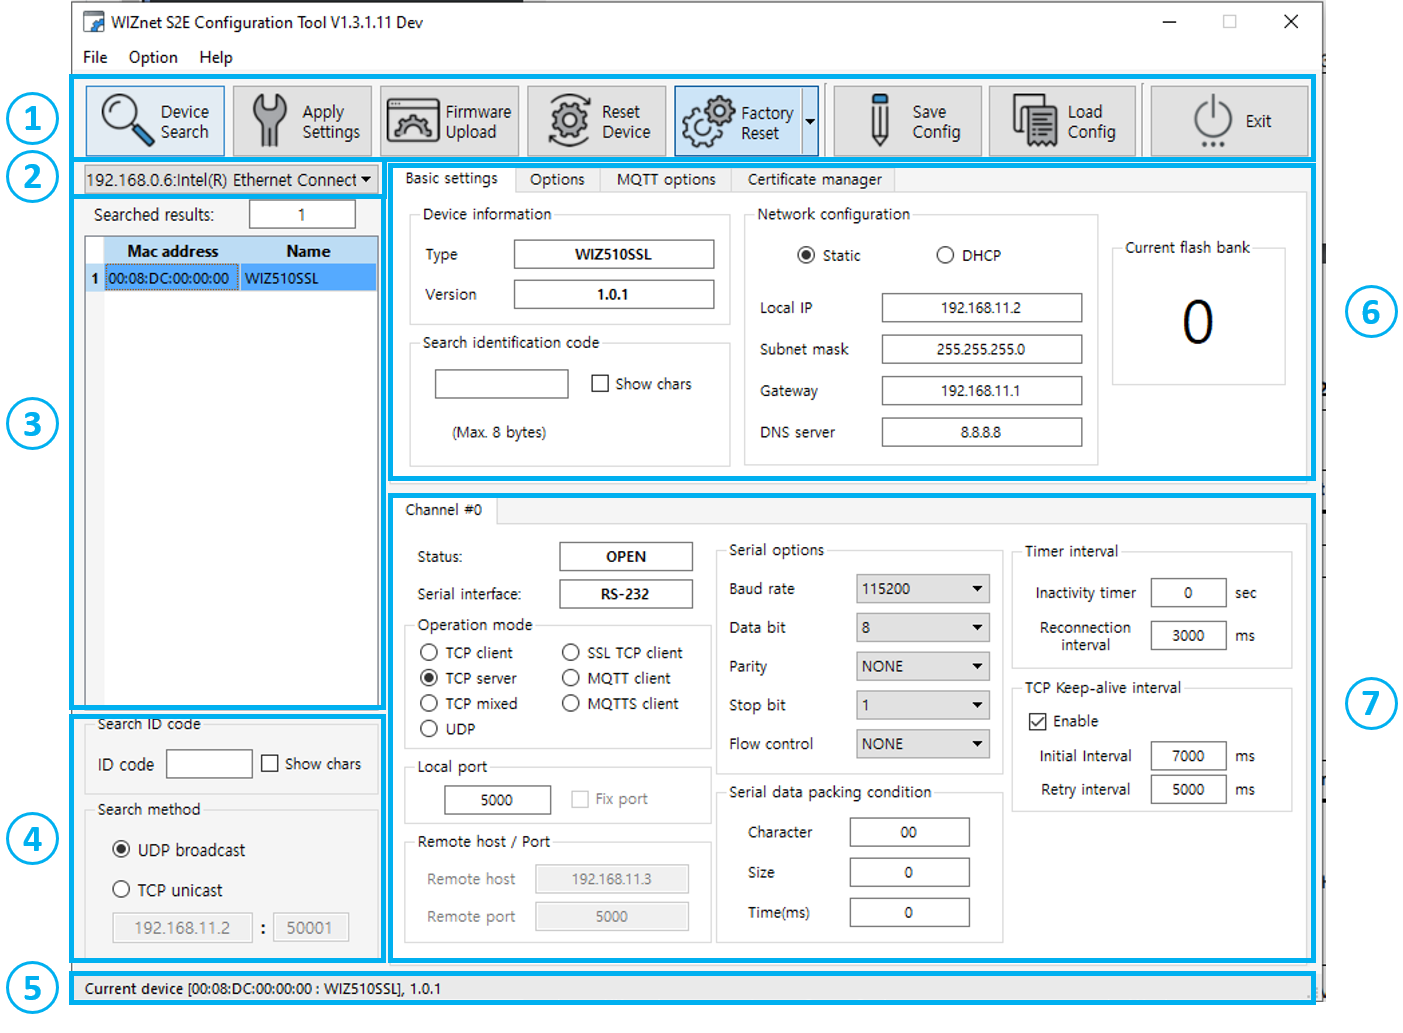 WIZnet S2E Configuration Tool V1.3.1.11 Dev
File Option Help
1
Device Search
Apply Settings
Firmware Upload
Reset Device
Factory Reset
Save Config
Load Config
Exit
2
192.168.0.6:Intel(R) Ethernet Connect
3
Searched results: 1
Mac address Name
1 00:08:DC:00:00:00 WIZ510SSL
4
Search ID code
ID code Show chars
Search method
UDP broadcast
TCP unicast
192.168.11.2 : 50001
6
Basic settings Options MQTT options Certificate manager
Device information
Type WIZ510SSL
Version 1.0.1
Search identification code
Show chars
(Max. 8 bytes)
Network configuration
Static DHCP
Local IP 192.168.11.2
Subnet mask 255.255.255.0
Gateway 192.168.11.1
DNS server 8.8.8.8
Current flash bank
0
7
Channel #0
Status: OPEN
Serial interface: RS-232
Operation mode
TCP client SSL TCP client
TCP server MQTT client
TCP mixed MQTTS client
UDP
Local port
5000 Fix port
Remote host / Port
Remote host 192.168.11.3
Remote port 5000
Serial options
Baud rate 115200
Data bit 8
Parity NONE
Stop bit 1
Flow control NONE
Serial data packing condition
Character 00
Size 0
Time(ms) 0
Timer interval
Inactivity timer 0 sec
Reconnection interval 3000 ms
TCP Keep-alive interval
Enable
Initial Interval 7000 ms
Retry interval 5000 ms
5
Current device [00:08:DC:00:00:00 : WIZ510SSL], 1.0.1